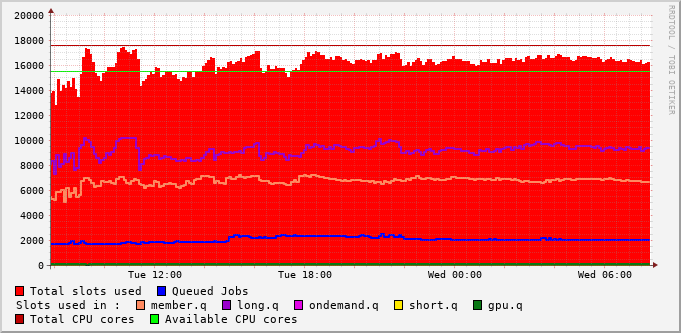 20000
18000
16000
14000
12000
10000
8000
6000
4000
2000
0
Tue 12:00 Tue 18:00 Wed 00:00 Wed 06:00
Total slots used Queued Jobs
Slots used in : member.q long.q ondemand.q short.q gpu.q
Total CPU cores Available CPU cores
RRDTOOL / TOBI OETIKER